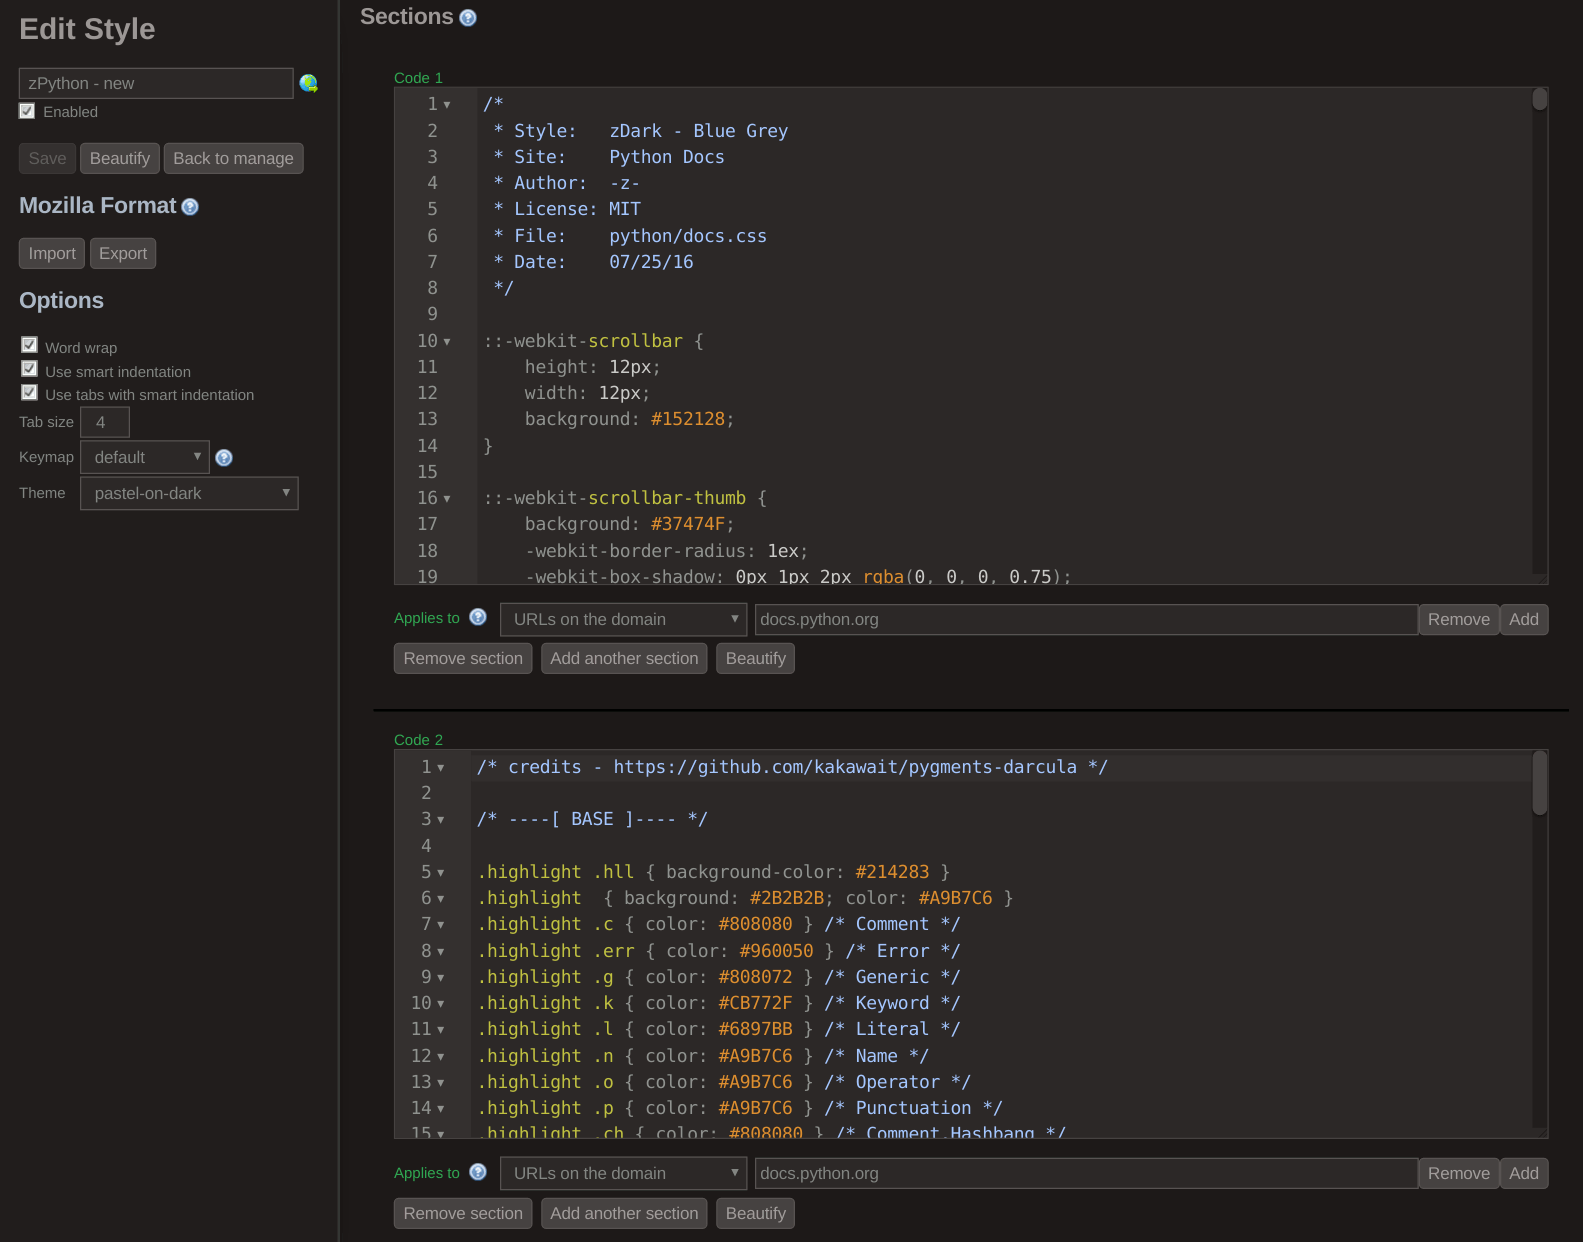 Edit Style
zPython - new
Enabled
Save Beautify Back to manage
Mozilla Format
Import Export
Options
Word wrap
Use smart indentation
Use tabs with smart indentation
Tab size 4
Keymap default
Theme pastel-on-dark
Sections
Code 1
1 /*
2  * Style:   zDark - Blue Grey
3  * Site:    Python Docs
4  * Author:  -z-
5  * License: MIT
6  * File:    python/docs.css
7  * Date:    07/25/16
8  */
9
10 ::-webkit-scrollbar {
11     height: 12px;
12     width: 12px;
13     background: #152128;
14 }
15
16 ::-webkit-scrollbar-thumb {
17     background: #37474F;
18     -webkit-border-radius: 1ex;
19     -webkit-box-shadow: 0px 1px 2px rgba(0, 0, 0, 0.75);
Applies to URLs on the domain docs.python.org Remove Add
Remove section Add another section Beautify
Code 2
1 /* credits - https://github.com/kakawait/pygments-darcula */
2
3 /* ----[ BASE ]---- */
4
5 .highlight .hll { background-color: #214283 }
6 .highlight  { background: #2B2B2B; color: #A9B7C6 }
7 .highlight .c { color: #808080 } /* Comment */
8 .highlight .err { color: #960050 } /* Error */
9 .highlight .g { color: #808072 } /* Generic */
10 .highlight .k { color: #CB772F } /* Keyword */
11 .highlight .l { color: #6897BB } /* Literal */
12 .highlight .n { color: #A9B7C6 } /* Name */
13 .highlight .o { color: #A9B7C6 } /* Operator */
14 .highlight .p { color: #A9B7C6 } /* Punctuation */
15 .highlight .ch { color: #808080 } /* Comment.Hashbang */
Applies to URLs on the domain docs.python.org Remove Add
Remove section Add another section Beautify